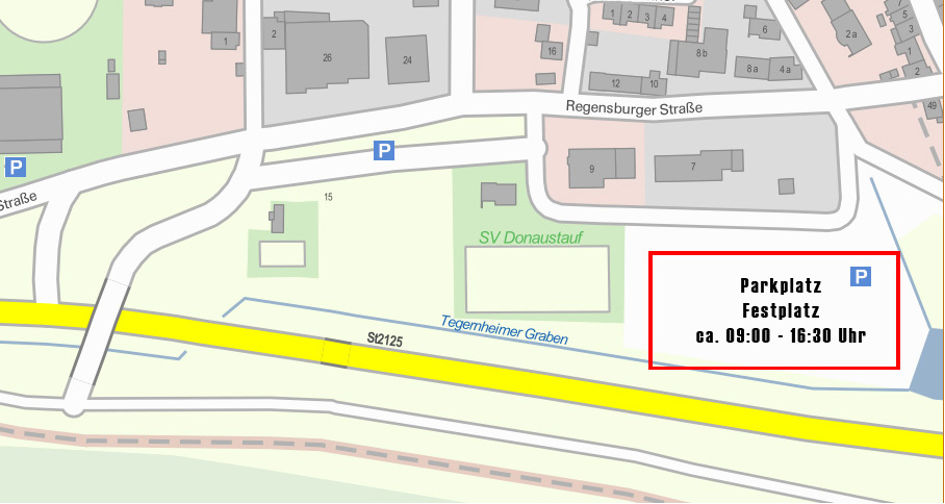 1
2
26
24
16
1 2 3 4
6
8 b
8 a
4 a
12
10
2 a
7
5
3
1
2
49
Regensburger Straße
P
P
9
7
Straße
15
SV Donaustauf
P
Parkplatz
Festplatz
ca. 09:00 - 16:30 Uhr
Tegernheimer Graben
St2125